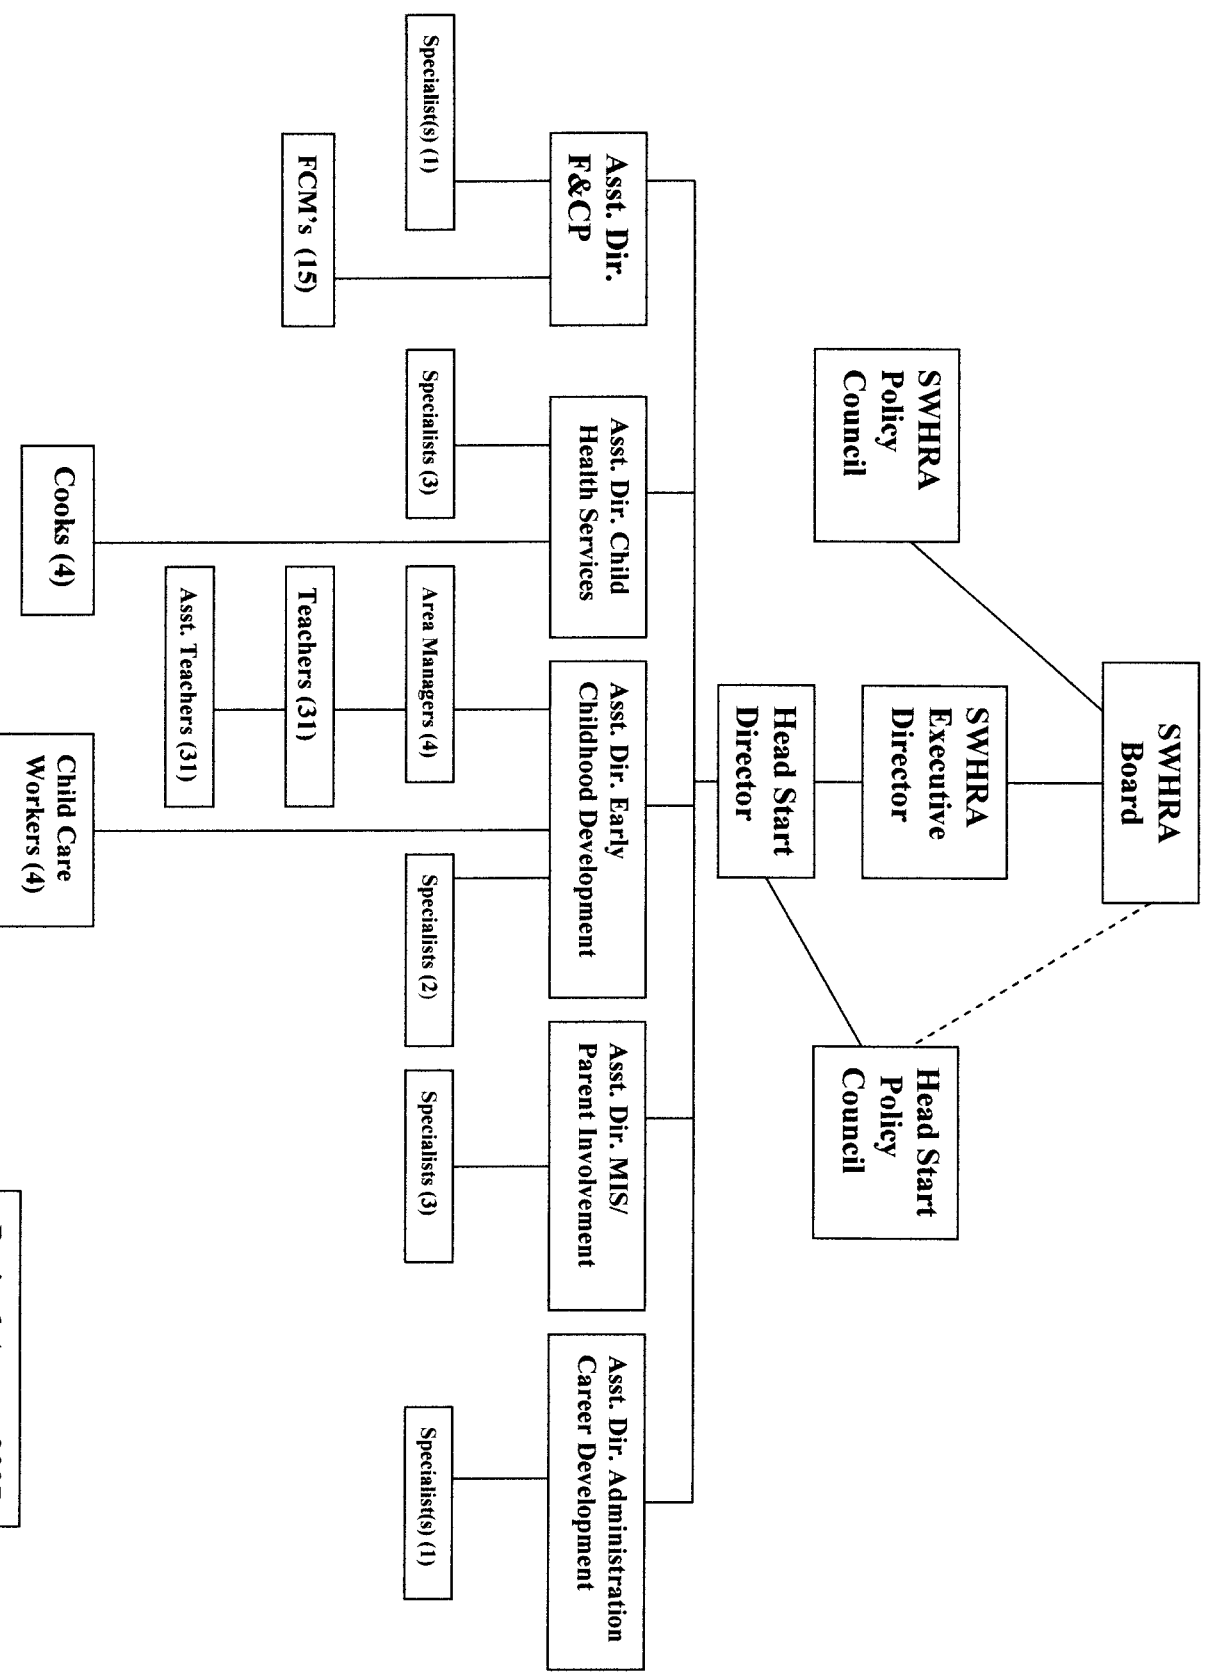 SWHRA
Board
SWHRA
Policy
Council
SWHRA
Executive
Director
Head Start
Policy
Council
Head Start
Director
Asst. Dir.
F&CP
Asst. Dir. Child
Health Services
Asst. Dir. Early
Childhood Development
Asst. Dir. MIS/
Parent Involvement
Asst. Dir. Administration
Career Development
Specialist(s) (1)
Specialists (3)
Area Managers (4)
Specialists (2)
Specialists (3)
Specialist(s) (1)
FCM's (15)
Teachers (31)
Asst. Teachers (31)
Cooks (4)
Child Care
Workers (4)